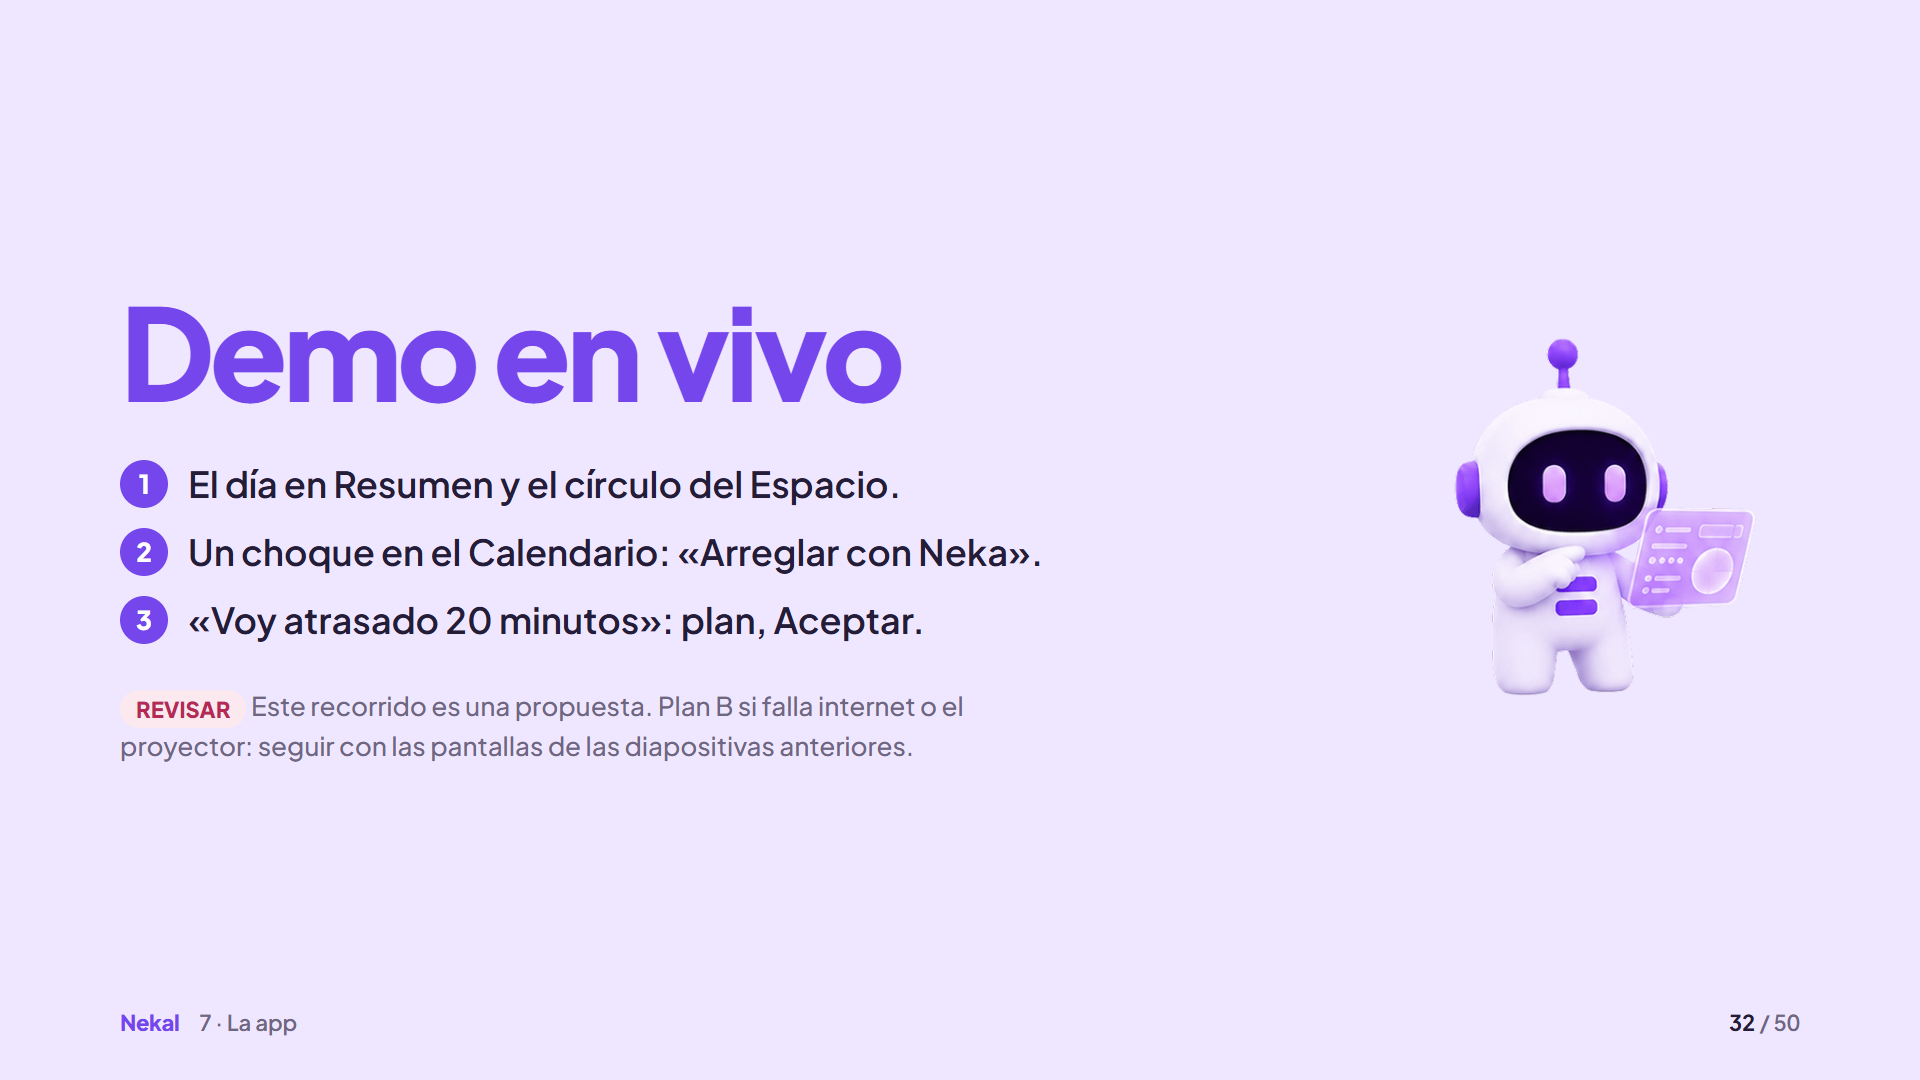 Demo en vivo
1 El día en Resumen y el círculo del Espacio.
2 Un choque en el Calendario: «Arreglar con Neka».
3 «Voy atrasado 20 minutos»: plan, Aceptar.
REVISAR Este recorrido es una propuesta. Plan B si falla internet o el
proyector: seguir con las pantallas de las diapositivas anteriores.
Nekal 7 · La app
32 / 50